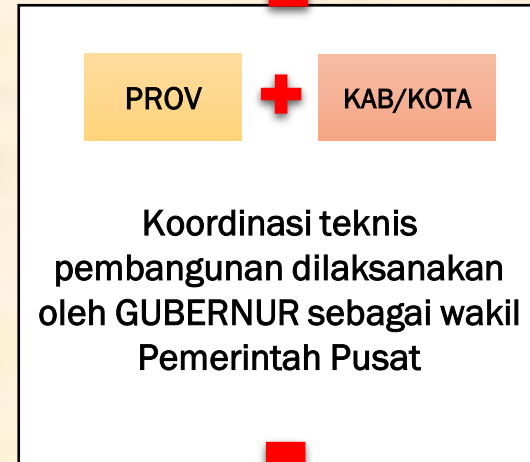 PROV + KAB/KOTA
Koordinasi teknis
pembangunan dilaksanakan
oleh GUBERNUR sebagai wakil
Pemerintah Pusat